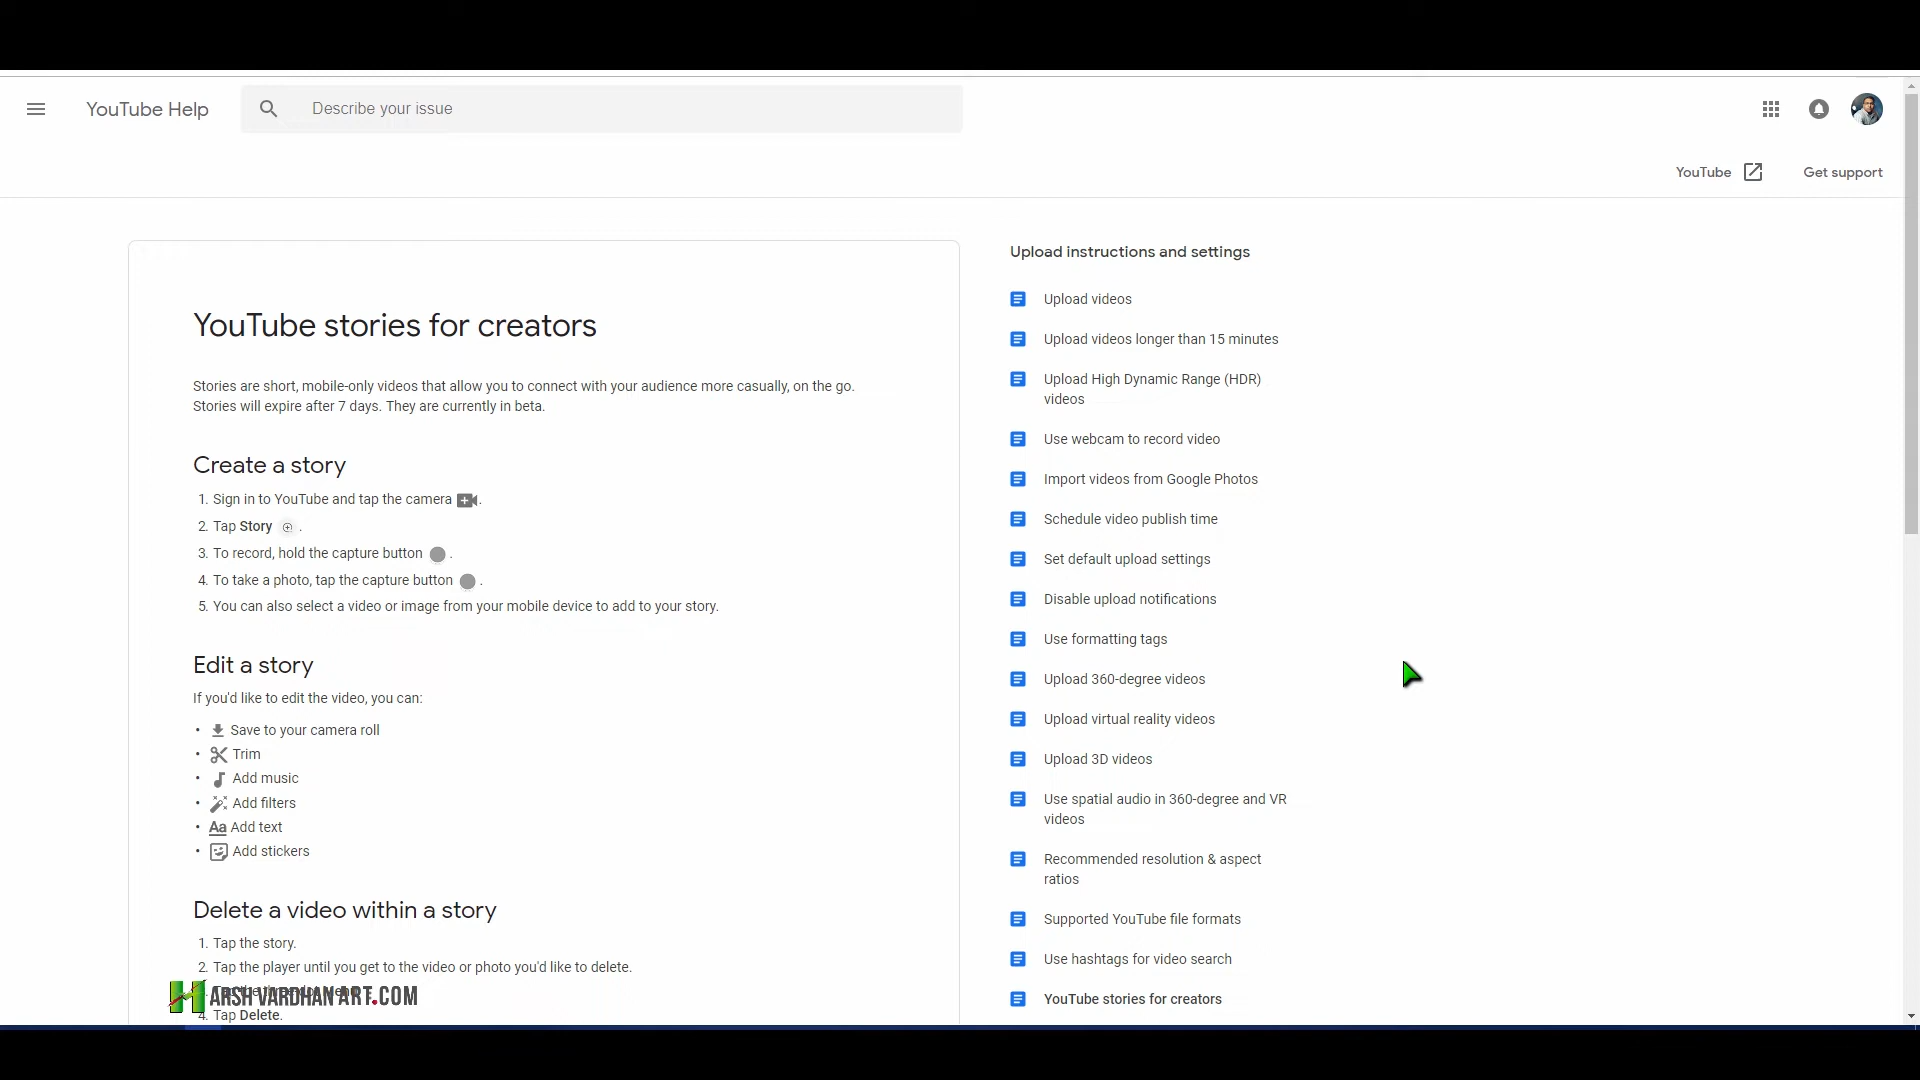 YouTube Help
Describe your issue
YouTube
Get support
YouTube stories for creators
Stories are short, mobile-only videos that allow you to connect with your audience more casually, on the go.
Stories will expire after 7 days. They are currently in beta.
Create a story
1. Sign in to YouTube and tap the camera .
2. Tap Story .
3. To record, hold the capture button .
4. To take a photo, tap the capture button .
5. You can also select a video or image from your mobile device to add to your story.
Edit a story
If you'd like to edit the video, you can:
• Save to your camera roll
• Trim
• Add music
• Add filters
• Aa Add text
• Add stickers
Delete a video within a story
1. Tap the story.
2. Tap the player until you get to the video or photo you'd like to delete.
HARSH VARDHAN ART.COM
4. Tap Delete.
Upload instructions and settings
Upload videos
Upload videos longer than 15 minutes
Upload High Dynamic Range (HDR)
videos
Use webcam to record video
Import videos from Google Photos
Schedule video publish time
Set default upload settings
Disable upload notifications
Use formatting tags
Upload 360-degree videos
Upload virtual reality videos
Upload 3D videos
Use spatial audio in 360-degree and VR
videos
Recommended resolution & aspect
ratios
Supported YouTube file formats
Use hashtags for video search
YouTube stories for creators